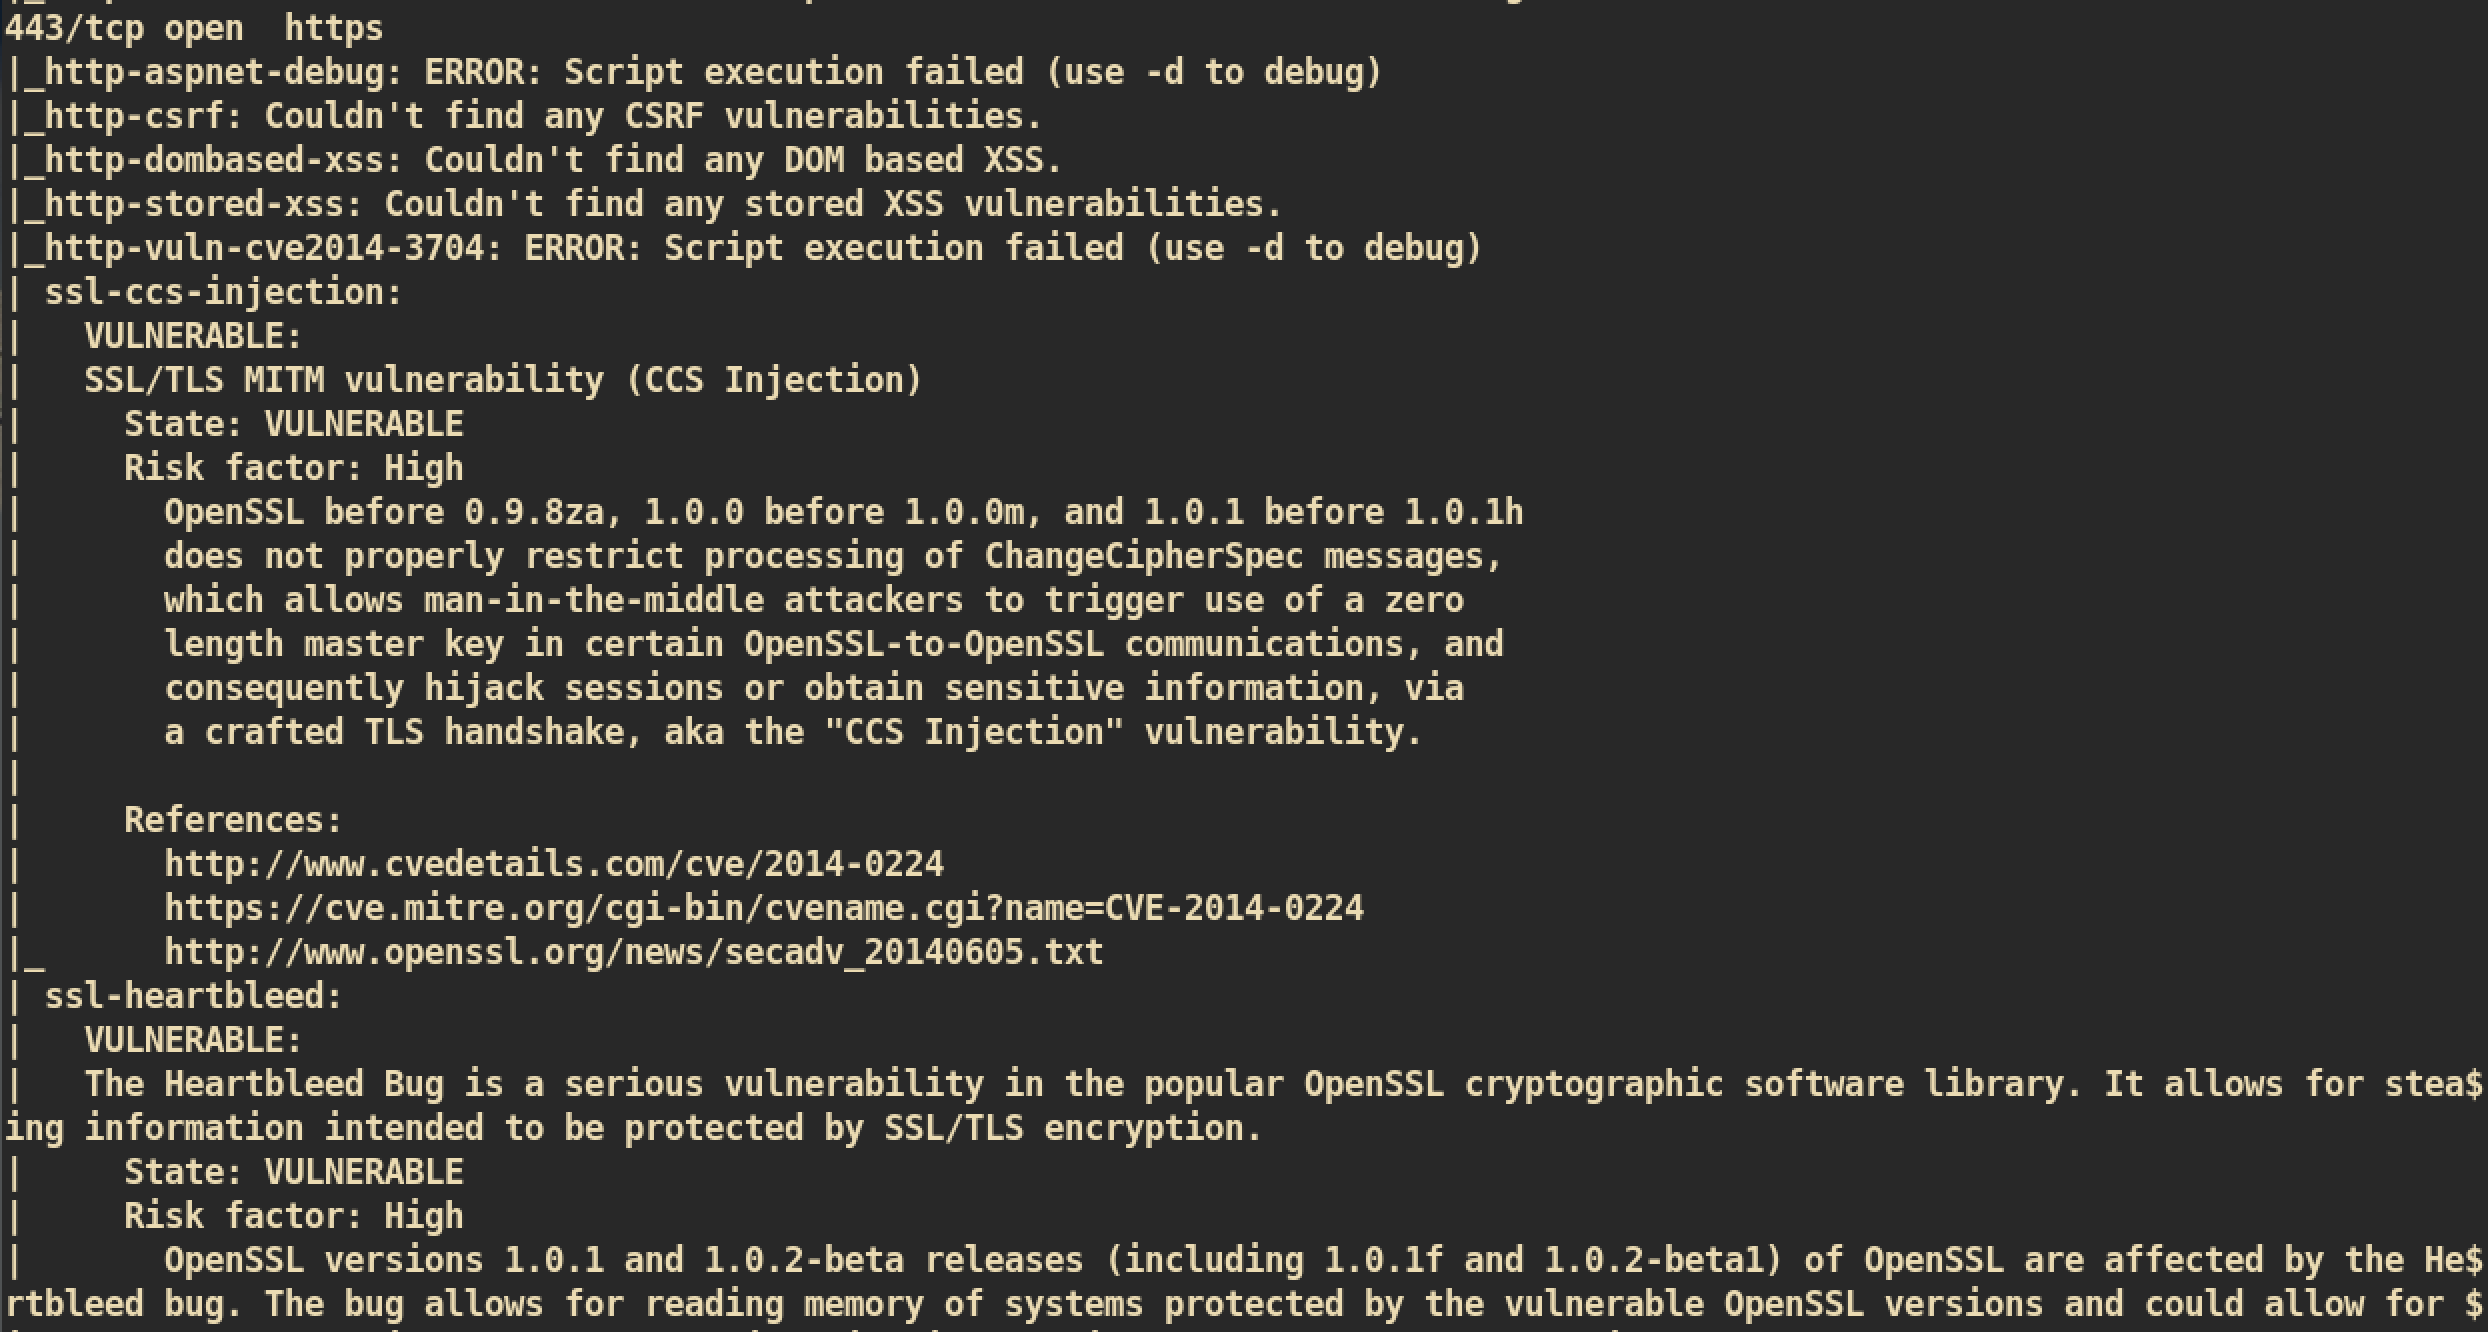 443/tcp open  https
|_http-aspnet-debug: ERROR: Script execution failed (use -d to debug)
|_http-csrf: Couldn't find any CSRF vulnerabilities.
|_http-dombased-xss: Couldn't find any DOM based XSS.
|_http-stored-xss: Couldn't find any stored XSS vulnerabilities.
|_http-vuln-cve2014-3704: ERROR: Script execution failed (use -d to debug)
| ssl-ccs-injection:
|   VULNERABLE:
|   SSL/TLS MITM vulnerability (CCS Injection)
|     State: VULNERABLE
|     Risk factor: High
|       OpenSSL before 0.9.8za, 1.0.0 before 1.0.0m, and 1.0.1 before 1.0.1h
|       does not properly restrict processing of ChangeCipherSpec messages,
|       which allows man-in-the-middle attackers to trigger use of a zero
|       length master key in certain OpenSSL-to-OpenSSL communications, and
|       consequently hijack sessions or obtain sensitive information, via
|       a crafted TLS handshake, aka the "CCS Injection" vulnerability.
|
|     References:
|       http://www.cvedetails.com/cve/2014-0224
|       https://cve.mitre.org/cgi-bin/cvename.cgi?name=CVE-2014-0224
|_      http://www.openssl.org/news/secadv_20140605.txt
| ssl-heartbleed:
|   VULNERABLE:
|   The Heartbleed Bug is a serious vulnerability in the popular OpenSSL cryptographic software library. It allows for stea$
ing information intended to be protected by SSL/TLS encryption.
|     State: VULNERABLE
|     Risk factor: High
|       OpenSSL versions 1.0.1 and 1.0.2-beta releases (including 1.0.1f and 1.0.2-beta1) of OpenSSL are affected by the He$
rtbleed bug. The bug allows for reading memory of systems protected by the vulnerable OpenSSL versions and could allow for $